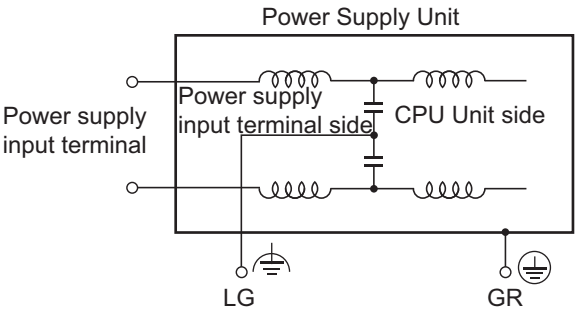 Power Supply Unit
Power supply
input terminal
Power supply
input terminal side
CPU Unit side
LG
GR